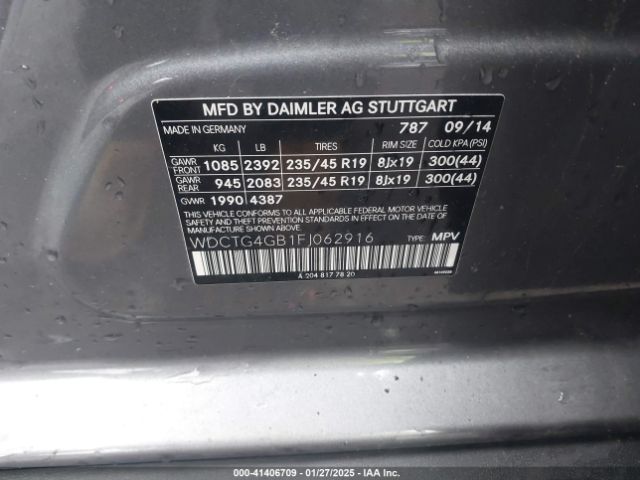 MFD BY DAIMLER AG STUTTGART
MADE IN GERMANY 787 09/14
KG LB TIRES RIM SIZE COLD KPA (PSI)
GAWR FRONT 1085 2392 235/45 R19 8Jx19 300(44)
GAWR REAR 945 2083 235/45 R19 8Jx19 300(44)
GVWR 1990 4387
THIS VEHICLE CONFORMS TO ALL APPLICABLE FEDERAL MOTOR VEHICLE
SAFETY AND THEFT PREVENTION STANDARDS IN EFFECT ON THE DATE
OF MANUFACTURE SHOWN ABOVE.
WDCTG4GB1FJ062916 TYPE: MPV
A 204 817 78 20
000-41406709 - 01/27/2025 - IAA Inc.